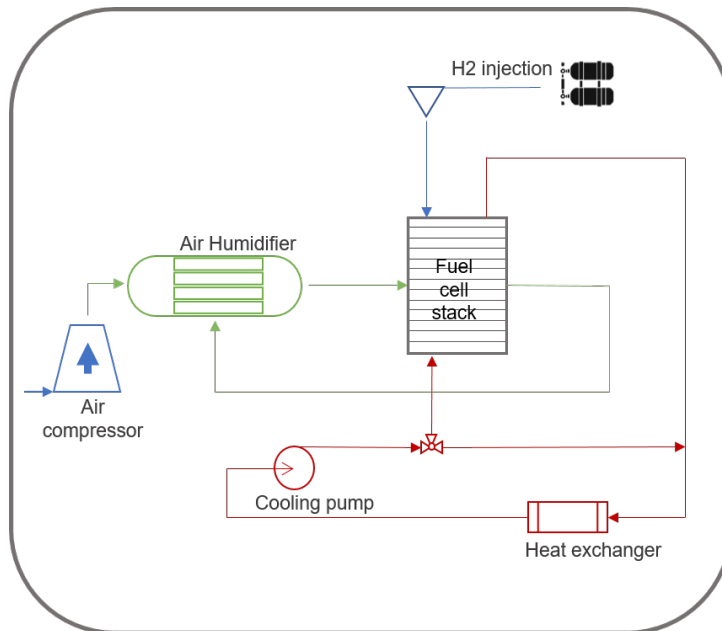 H2 injection
Air Humidifier
Fuel
cell
stack
Air
compressor
Cooling pump
Heat exchanger